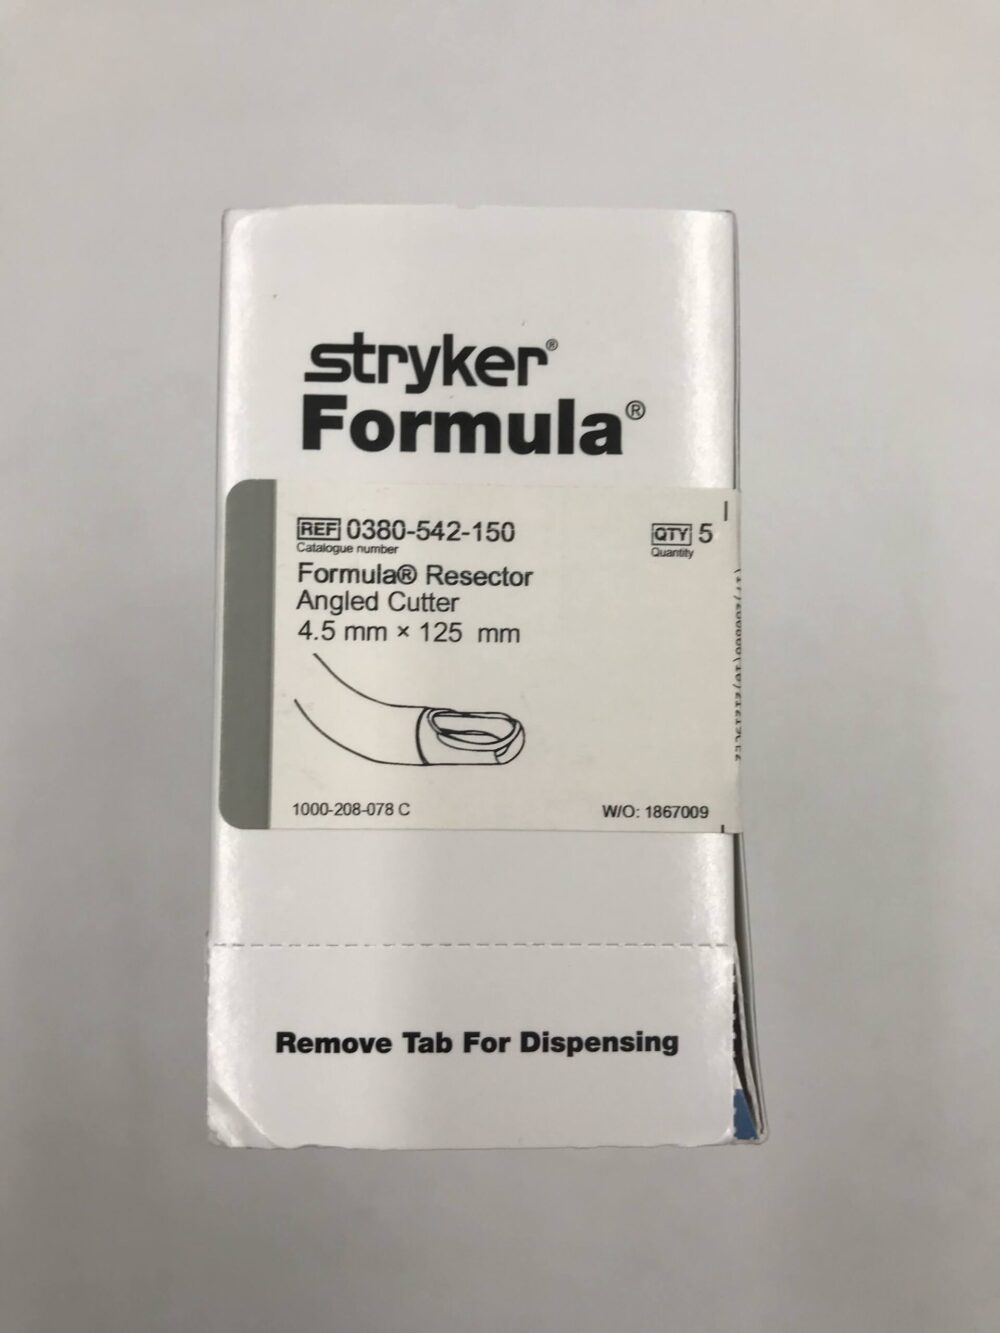 stryker®
Formula®
REF 0380-542-150
Catalogue number
QTY 5
Quantity
Formula® Resector
Angled Cutter
4.5 mm × 125 mm
1000-208-078 C
W/O: 1867009
Remove Tab For Dispensing